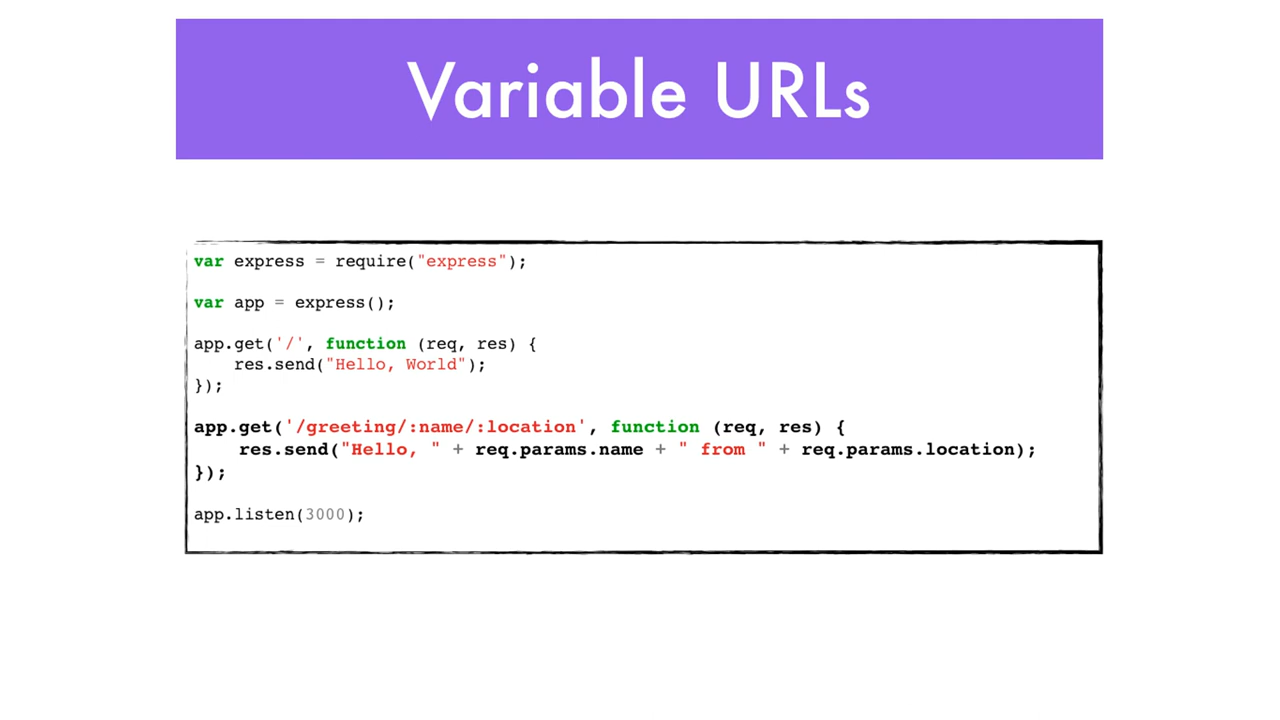 Variable URLs
var express = require("express");
var app = express();
app.get('/', function (req, res) {
    res.send("Hello, World");
});
app.get('/greeting/:name/:location', function (req, res) {
    res.send("Hello, " + req.params.name + " from " + req.params.location);
});
app.listen(3000);